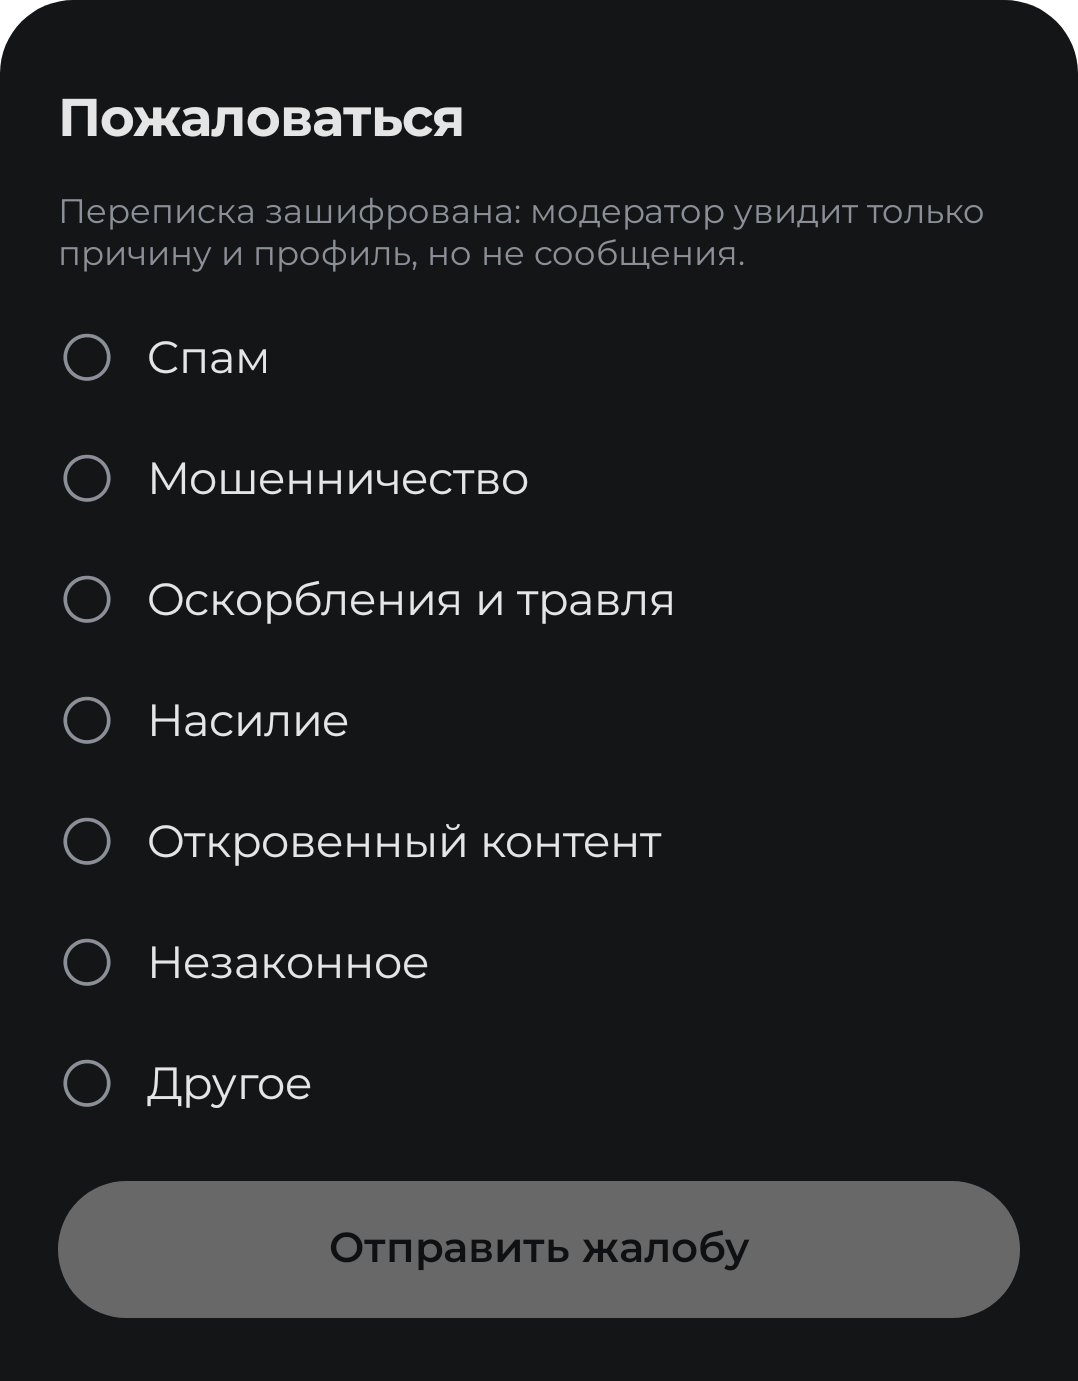 Пожаловаться
Переписка зашифрована: модератор увидит только
причину и профиль, но не сообщения.
Спам
Мошенничество
Оскорбления и травля
Насилие
Откровенный контент
Незаконное
Другое
Отправить жалобу